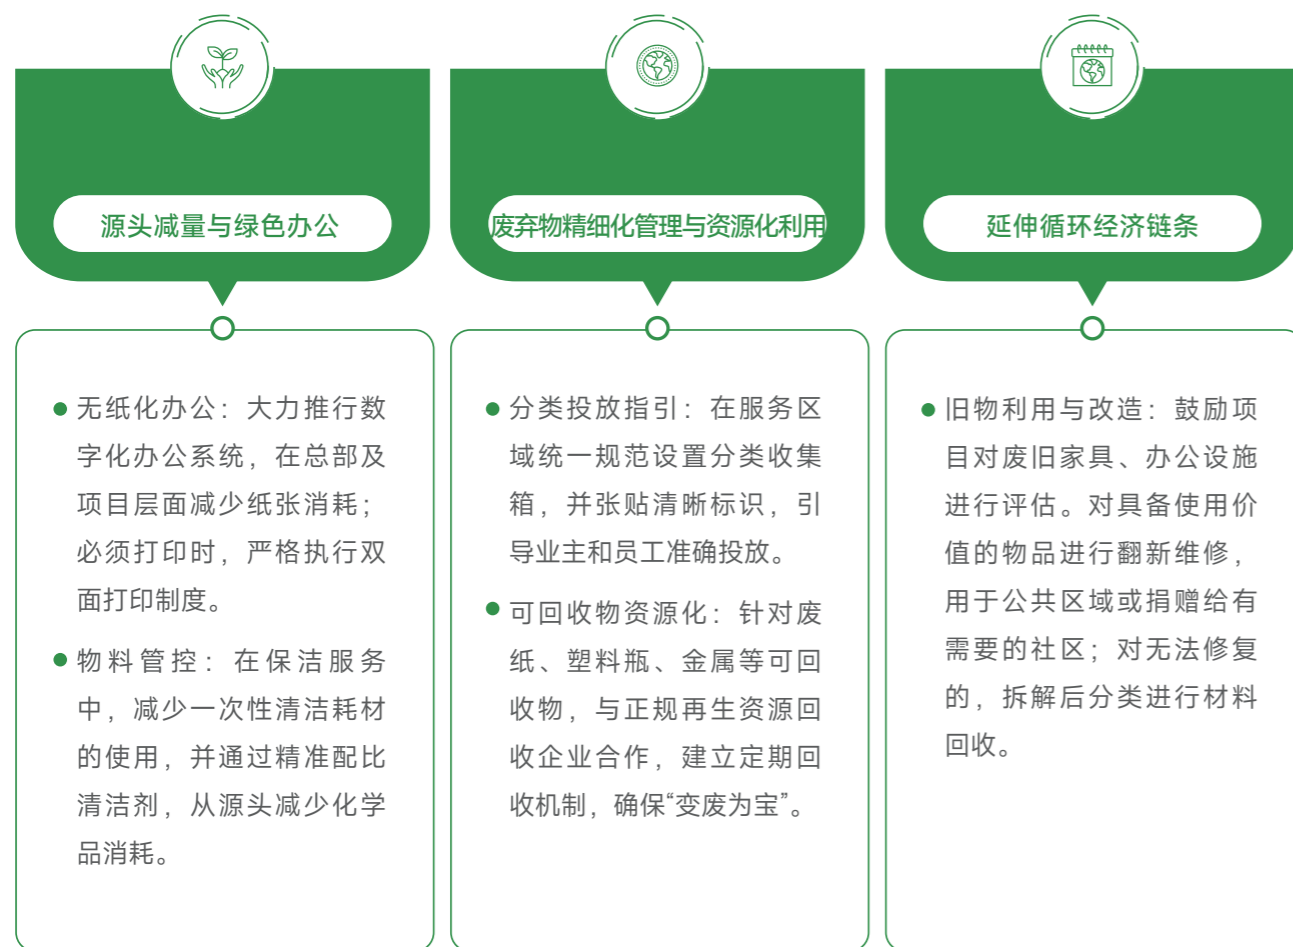 源头减量与绿色办公
无纸化办公：大力推行数
字化办公系统，在总部及
项目层面减少纸张消耗；
必须打印时，严格执行双
面打印制度。
物料管控：在保洁服务
中，减少一次性清洁耗材
的使用，并通过精准配比
清洁剂，从源头减少化学
品消耗。
废弃物精细化管理与资源化利用
分类投放指引：在服务区
域统一规范设置分类收集
箱，并张贴清晰标识，引
导业主和员工准确投放。
可回收物资源化：针对废
纸、塑料瓶、金属等可回
收物，与正规再生资源回
收企业合作，建立定期回
收机制，确保“变废为宝”。
延伸循环经济链条
旧物利用与改造：鼓励项
目对废旧家具、办公设施
进行评估。对具备使用价
值的物品进行翻新维修，
用于公共区域或捐赠给有
需要的社区；对无法修复
的，拆解后分类进行材料
回收。